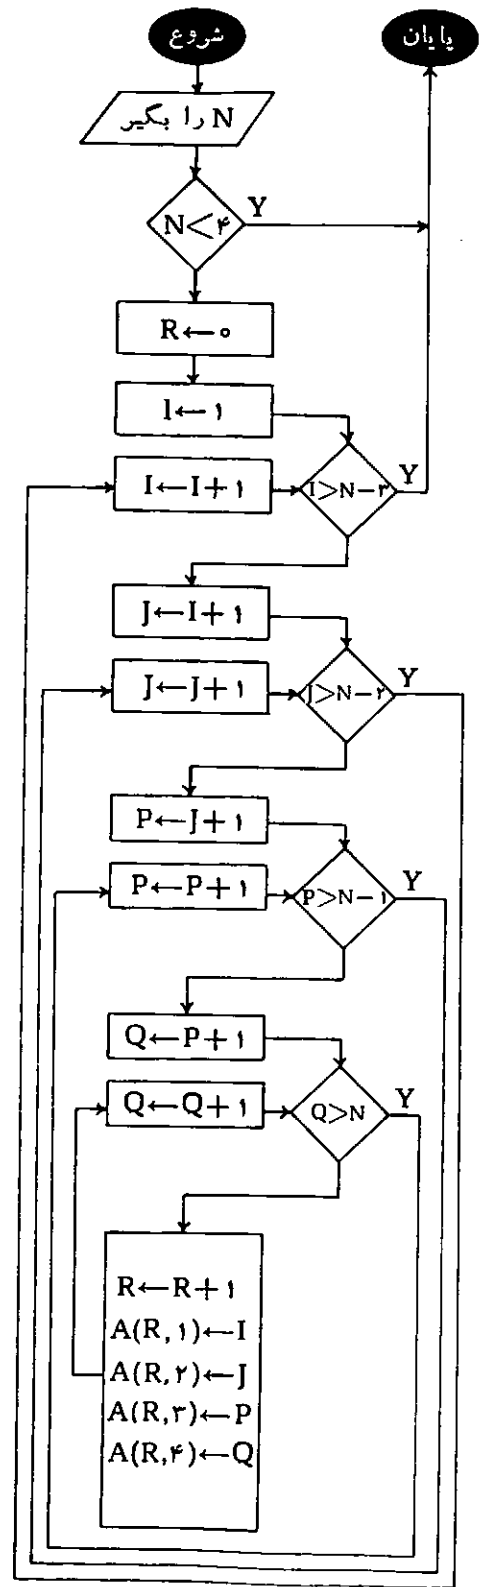 شروع
پایان
N را بگیر
N<۴
Y
R←۰
I←۱
I←I+۱
I>N-۳
Y
J←I+۱
J←J+۱
J>N-۲
Y
P←J+۱
P←P+۱
P>N-۱
Y
Q←P+۱
Q←Q+۱
Q>N
Y
R←R+۱
A(R,۱)←I
A(R,۲)←J
A(R,۳)←P
A(R,۴)←Q